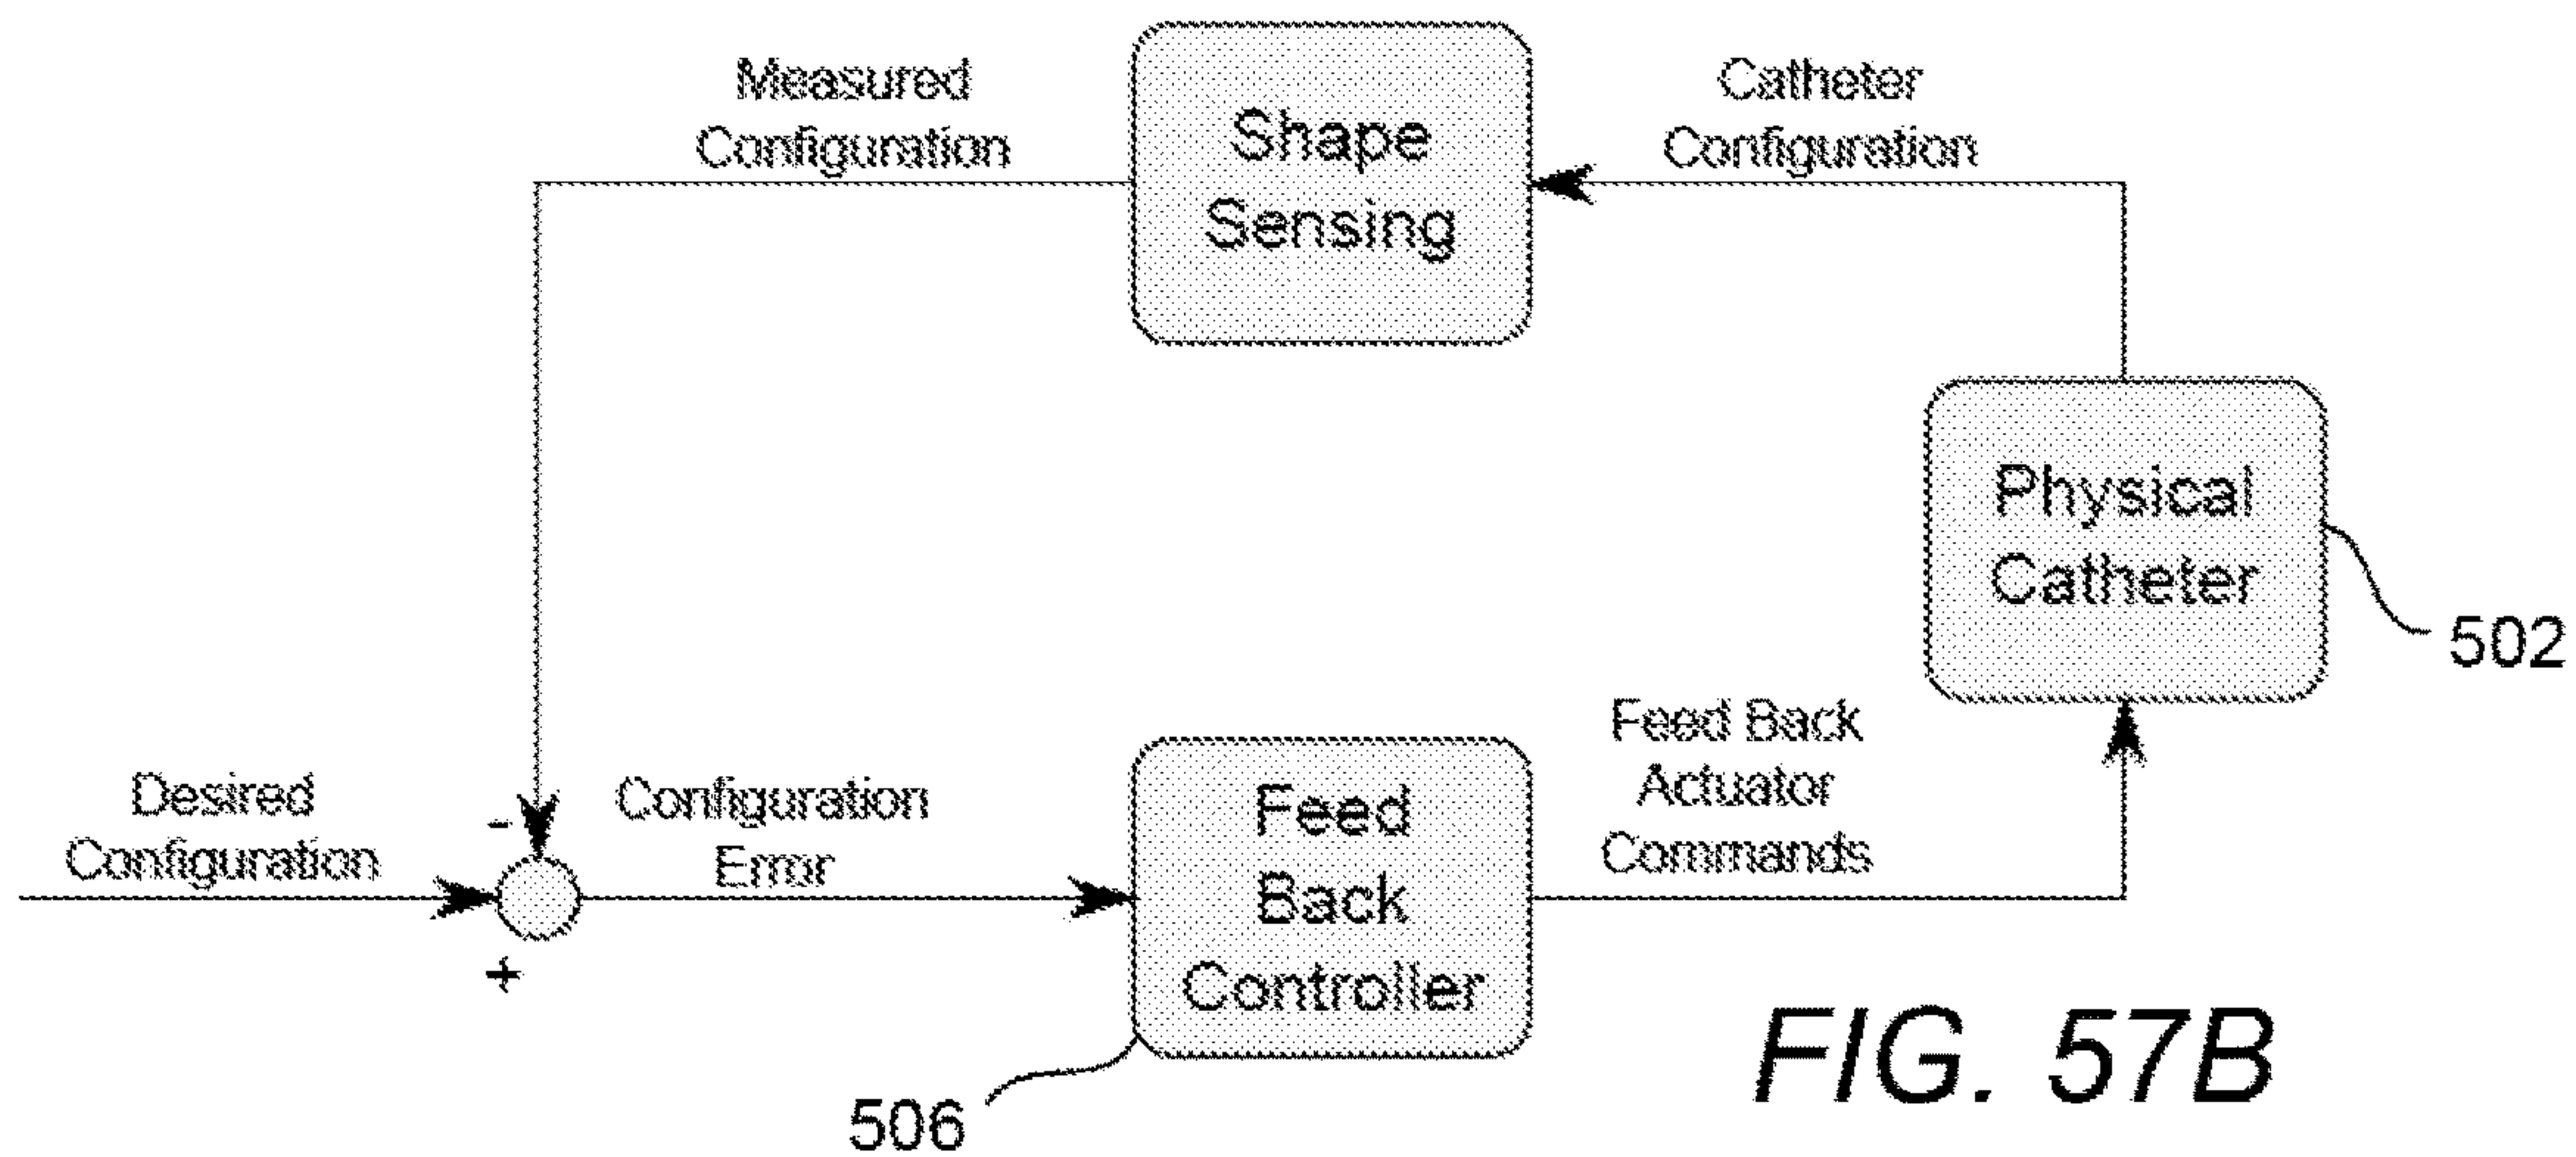 Measured
Configuration
Shape
Sensing
Catheter
Configuration
Physical
Catheter
502
Desired
Configuration
-
+
Configuration
Error
Feed
Back
Controller
506
Feed Back
Actuator
Commands
FIG. 57B